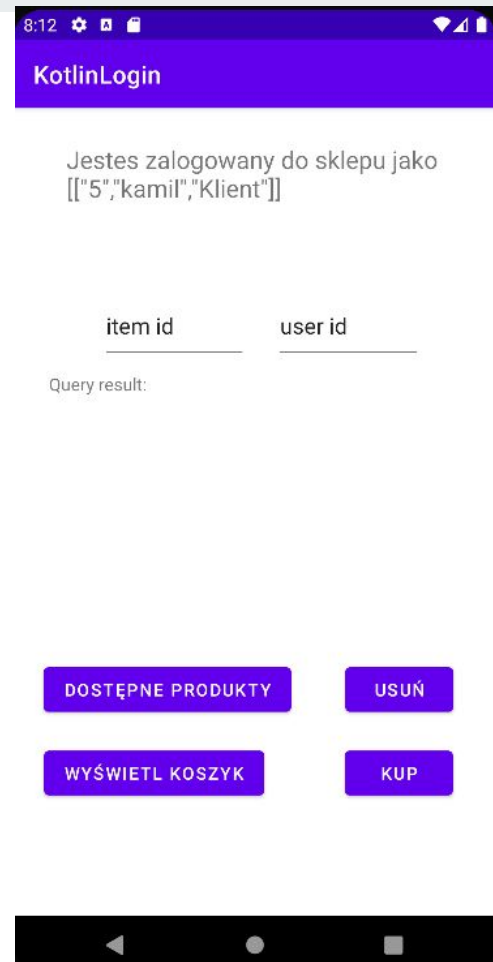 8:12
KotlinLogin
Jestes zalogowany do sklepu jako
[["5","kamil","Klient"]]
item id user id
Query result:
DOSTĘPNE PRODUKTY USUŃ
WYŚWIETL KOSZYK KUP